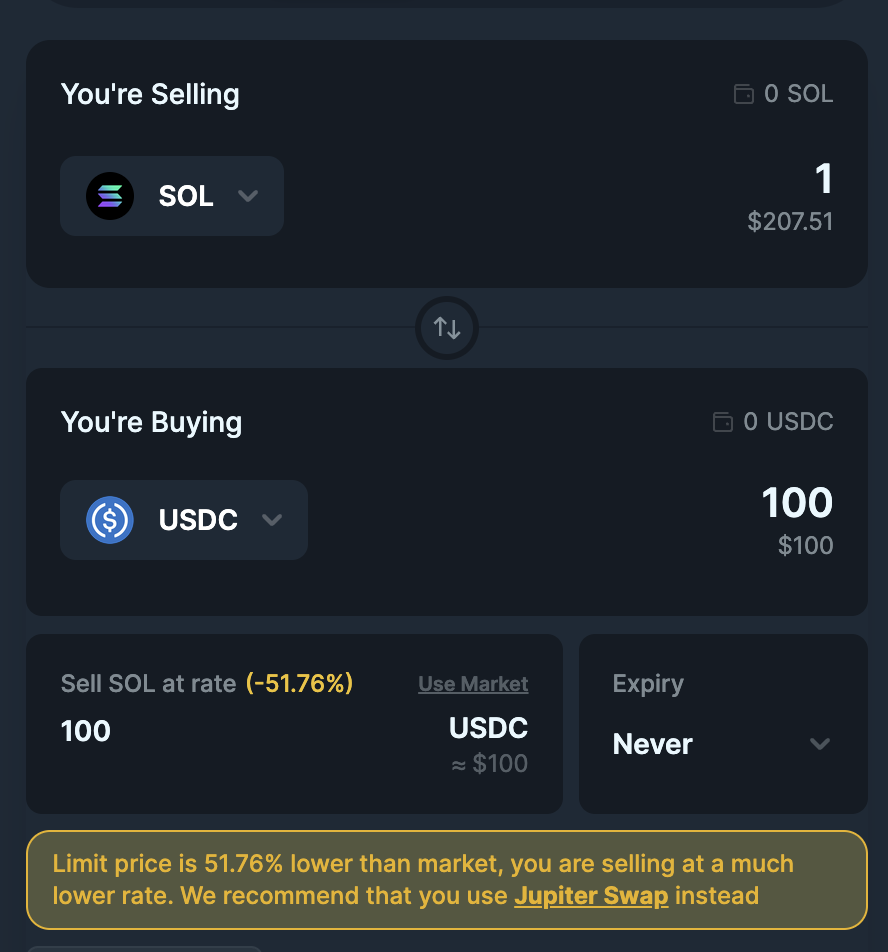 You're Selling
0 SOL
SOL
1
$207.51
You're Buying
0 USDC
USDC
100
$100
Sell SOL at rate (-51.76%)
Use Market
100
USDC
≈ $100
Expiry
Never
Limit price is 51.76% lower than market, you are selling at a much
lower rate. We recommend that you use Jupiter Swap instead